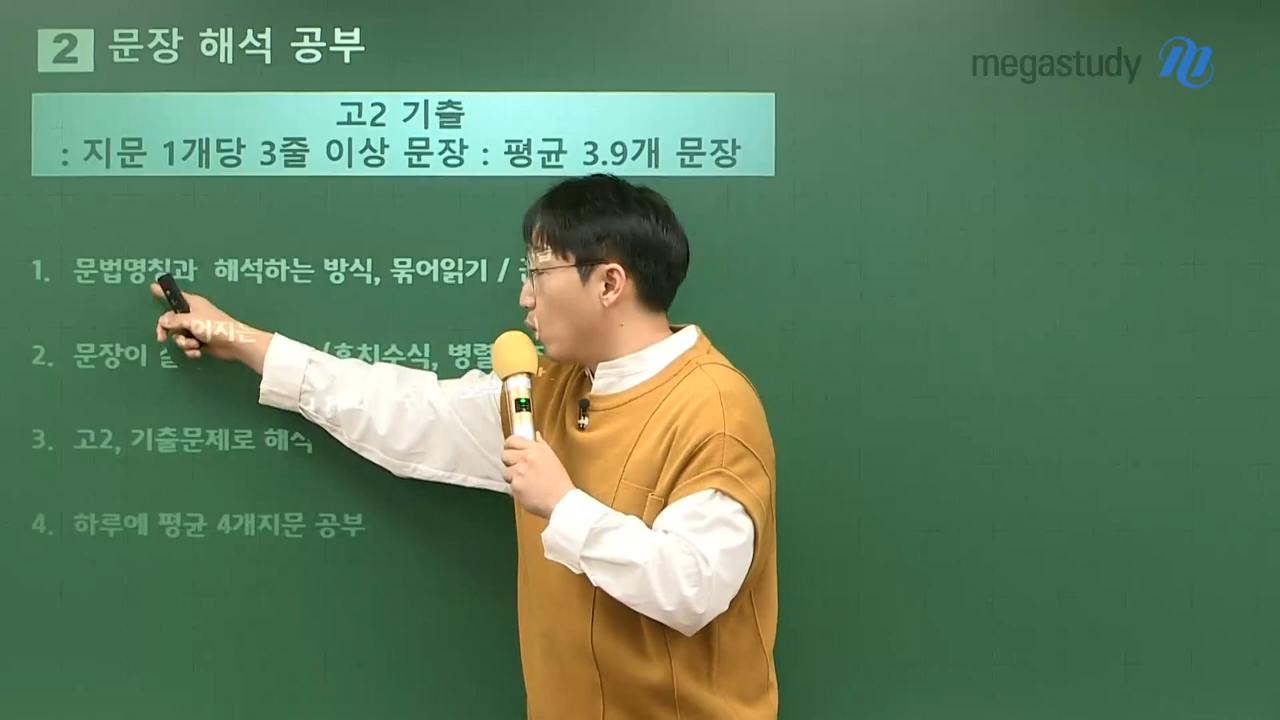 2 문장 해석 공부
megastudy
고2 기출
: 지문 1개당 3줄 이상 문장 : 평균 3.9개 문장
1. 문법명칭과 해석하는 방식, 묶어읽기 /
2. 문장이 /후치수식, 병렬
3. 고2, 기출문제로 해석
4. 하루에 평균 4개지문 공부